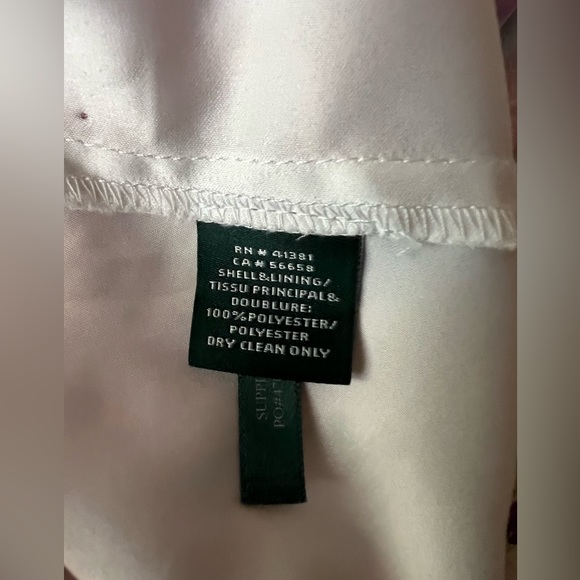 RN # 41381
CA # 56658
SHELL&LINING/
TISSU PRINCIPAL&
DOUBLURE:
100%POLYESTER/
POLYESTER
DRY CLEAN ONLY